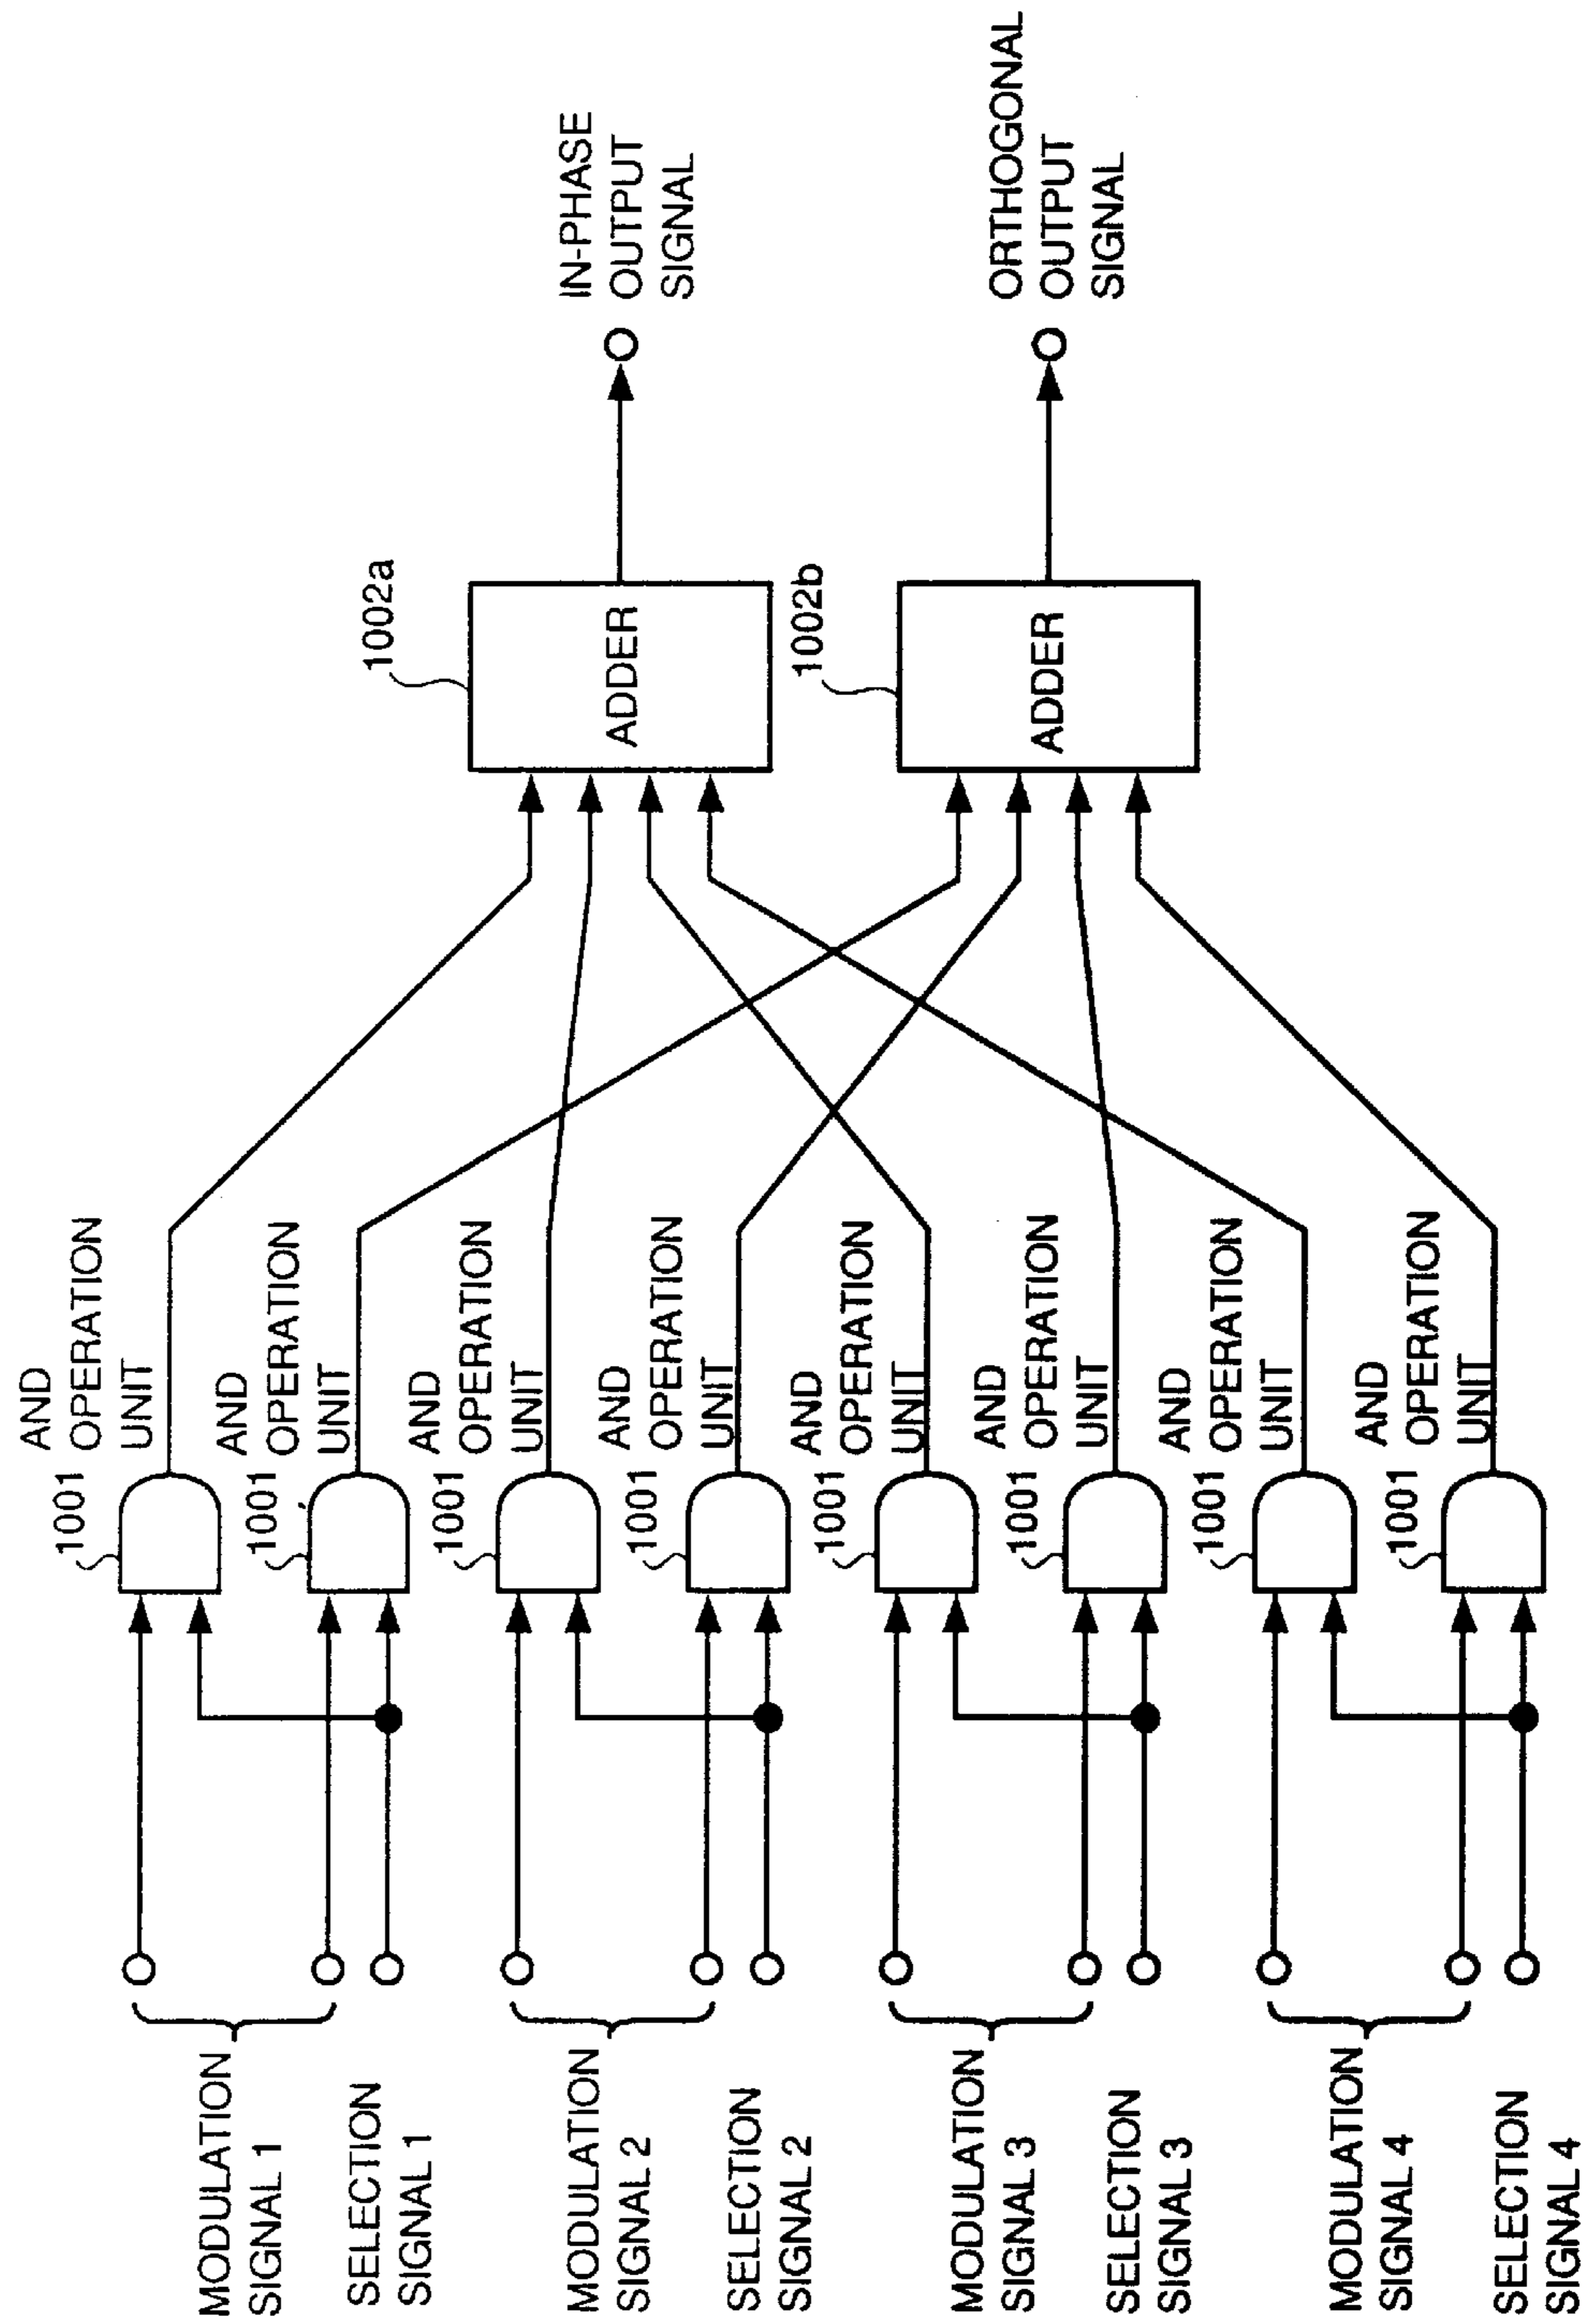 MODULATION
SIGNAL 1
SELECTION
SIGNAL 1
MODULATION
SIGNAL 2
SELECTION
SIGNAL 2
MODULATION
SIGNAL 3
SELECTION
SIGNAL 3
MODULATION
SIGNAL 4
SELECTION
SIGNAL 4
1001
AND
OPERATION
UNIT
1001
AND
OPERATION
UNIT
1001
AND
OPERATION
UNIT
1001
AND
OPERATION
UNIT
1001
AND
OPERATION
UNIT
1001
AND
OPERATION
UNIT
1001
AND
OPERATION
UNIT
1001
AND
OPERATION
UNIT
1002a
ADDER
1002b
ADDER
IN-PHASE
OUTPUT
SIGNAL
ORTHOGONAL
OUTPUT
SIGNAL